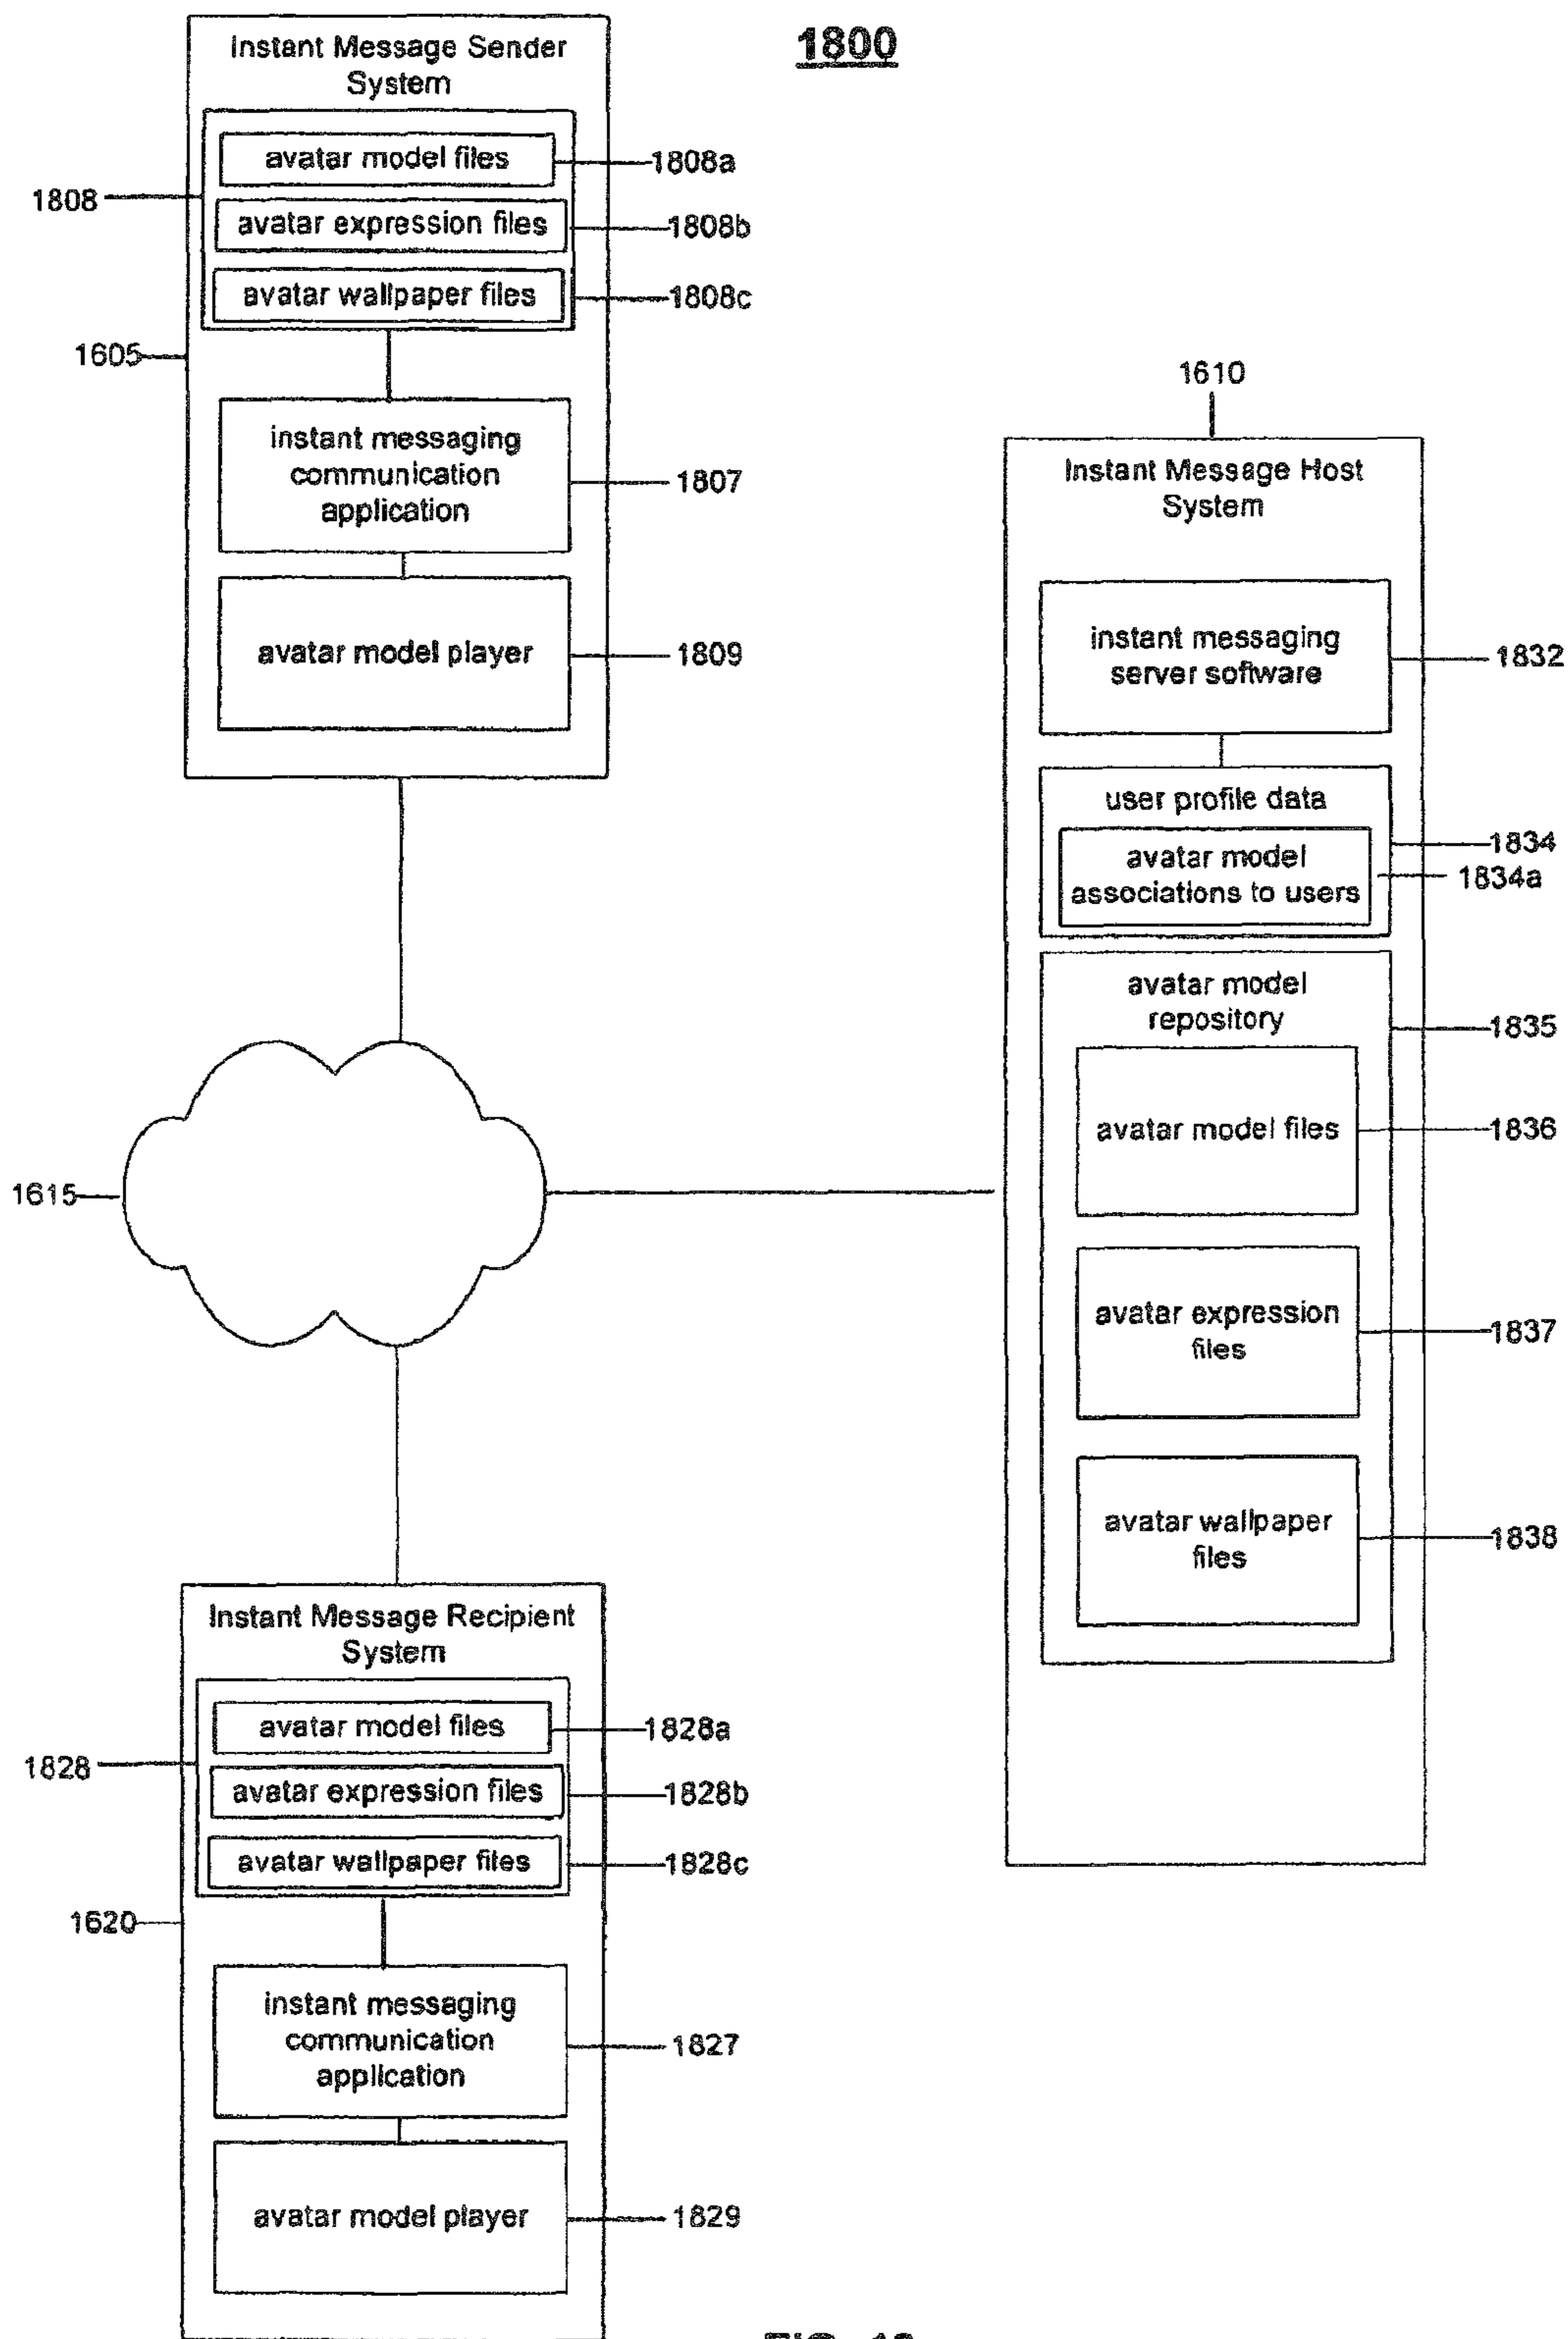 1800
Instant Message Sender
System
avatar model files
1808a
1808
avatar expression files
1808b
avatar wallpaper files
1808c
1605
instant messaging
communication
application
1807
avatar model player
1809
1610
Instant Message Host
System
instant messaging
server software
1832
user profile data
1834
avatar model
associations to users
1834a
avatar model
repository
1835
avatar model files
1836
avatar expression
files
1837
avatar wallpaper
files
1838
1615
Instant Message Recipient
System
avatar model files
1828a
1828
avatar expression files
1828b
avatar wallpaper files
1828c
1620
instant messaging
communication
application
1827
avatar model player
1829